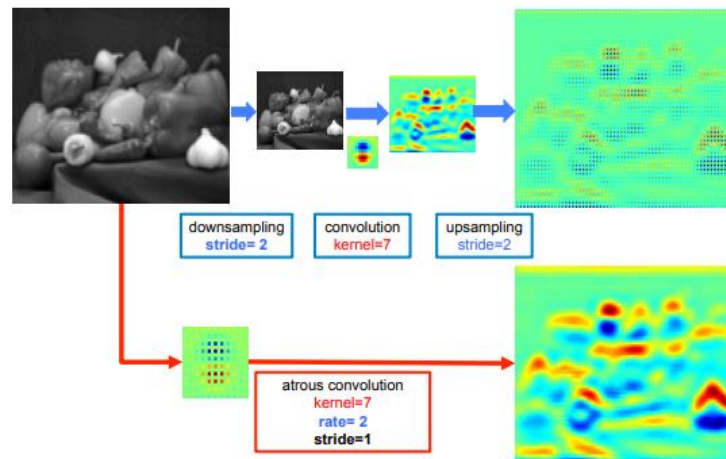 downsampling
stride= 2
convolution
kernel=7
upsampling
stride=2
atrous convolution
kernel=7
rate= 2
stride=1